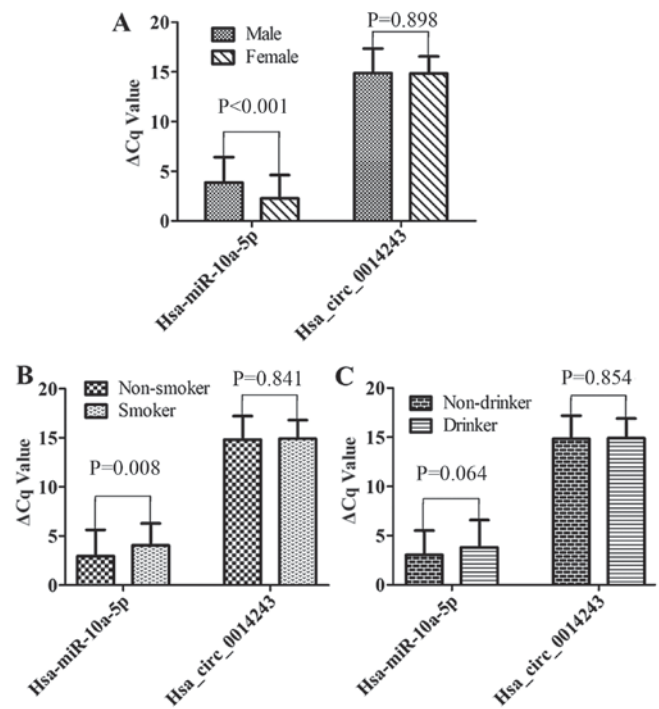 A
Male
Female
P=0.898
P<0.001
ΔCq Value
20
15
10
5
0
Hsa-miR-10a-5p
Hsa_circ_0014243
B
Non-smoker
Smoker
P=0.841
P=0.008
ΔCq Value
20
15
10
5
0
Hsa-miR-10a-5p
Hsa_circ_0014243
C
Non-drinker
Drinker
P=0.854
P=0.064
ΔCq Value
20
15
10
5
0
Hsa-miR-10a-5p
Hsa_circ_0014243